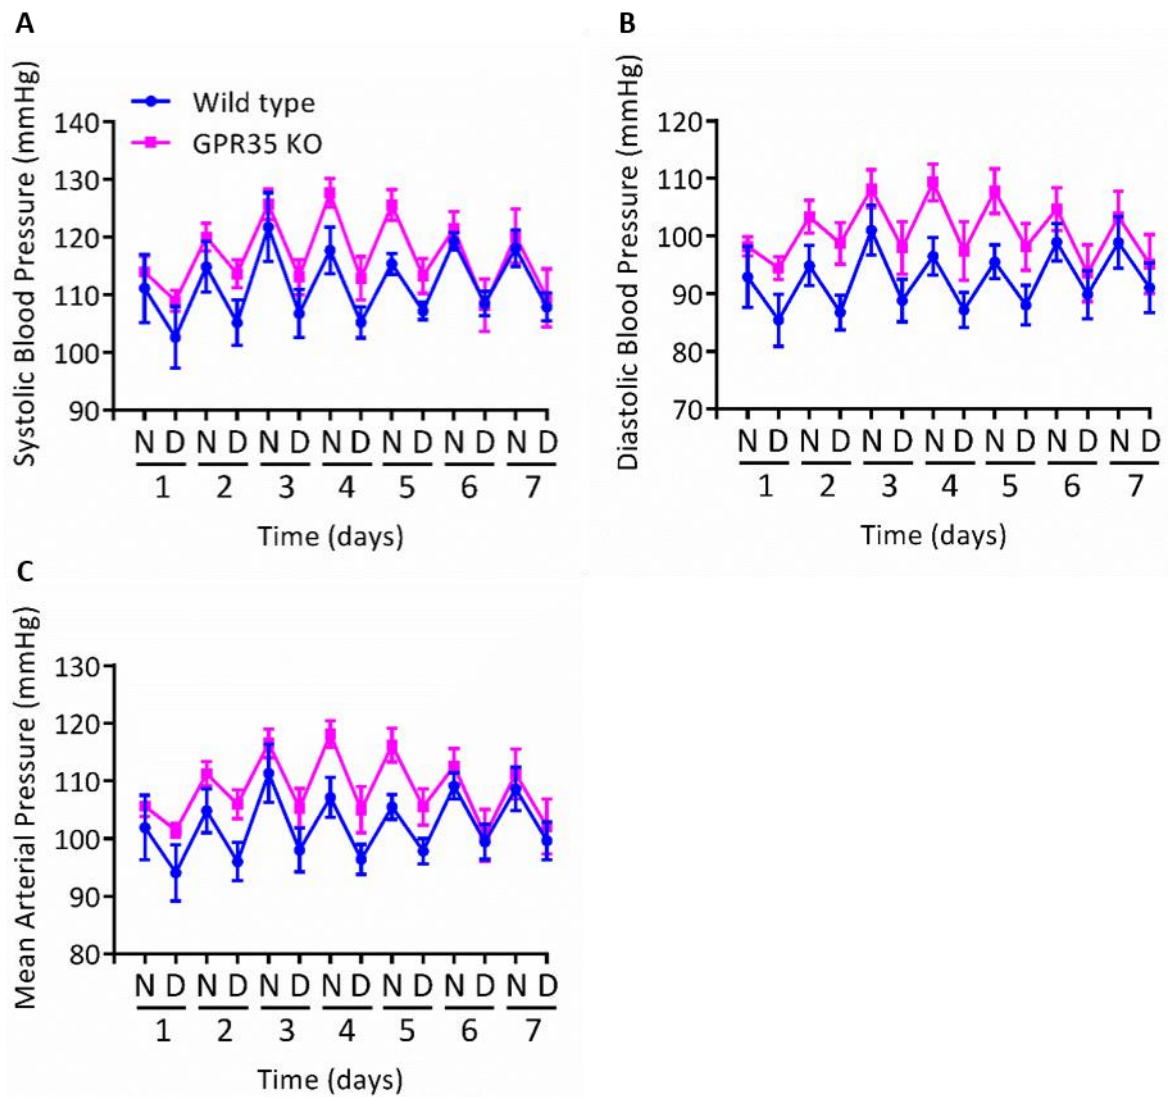 A
Systolic Blood Pressure (mmHg)
Wild type
GPR35 KO
140
130
120
110
100
90
N D N D N D N D N D N D N D
1 2 3 4 5 6 7
Time (days)
B
Diastolic Blood Pressure (mmHg)
120
110
100
90
80
70
N D N D N D N D N D N D N D
1 2 3 4 5 6 7
Time (days)
C
Mean Arterial Pressure (mmHg)
130
120
110
100
90
80
N D N D N D N D N D N D N D
1 2 3 4 5 6 7
Time (days)